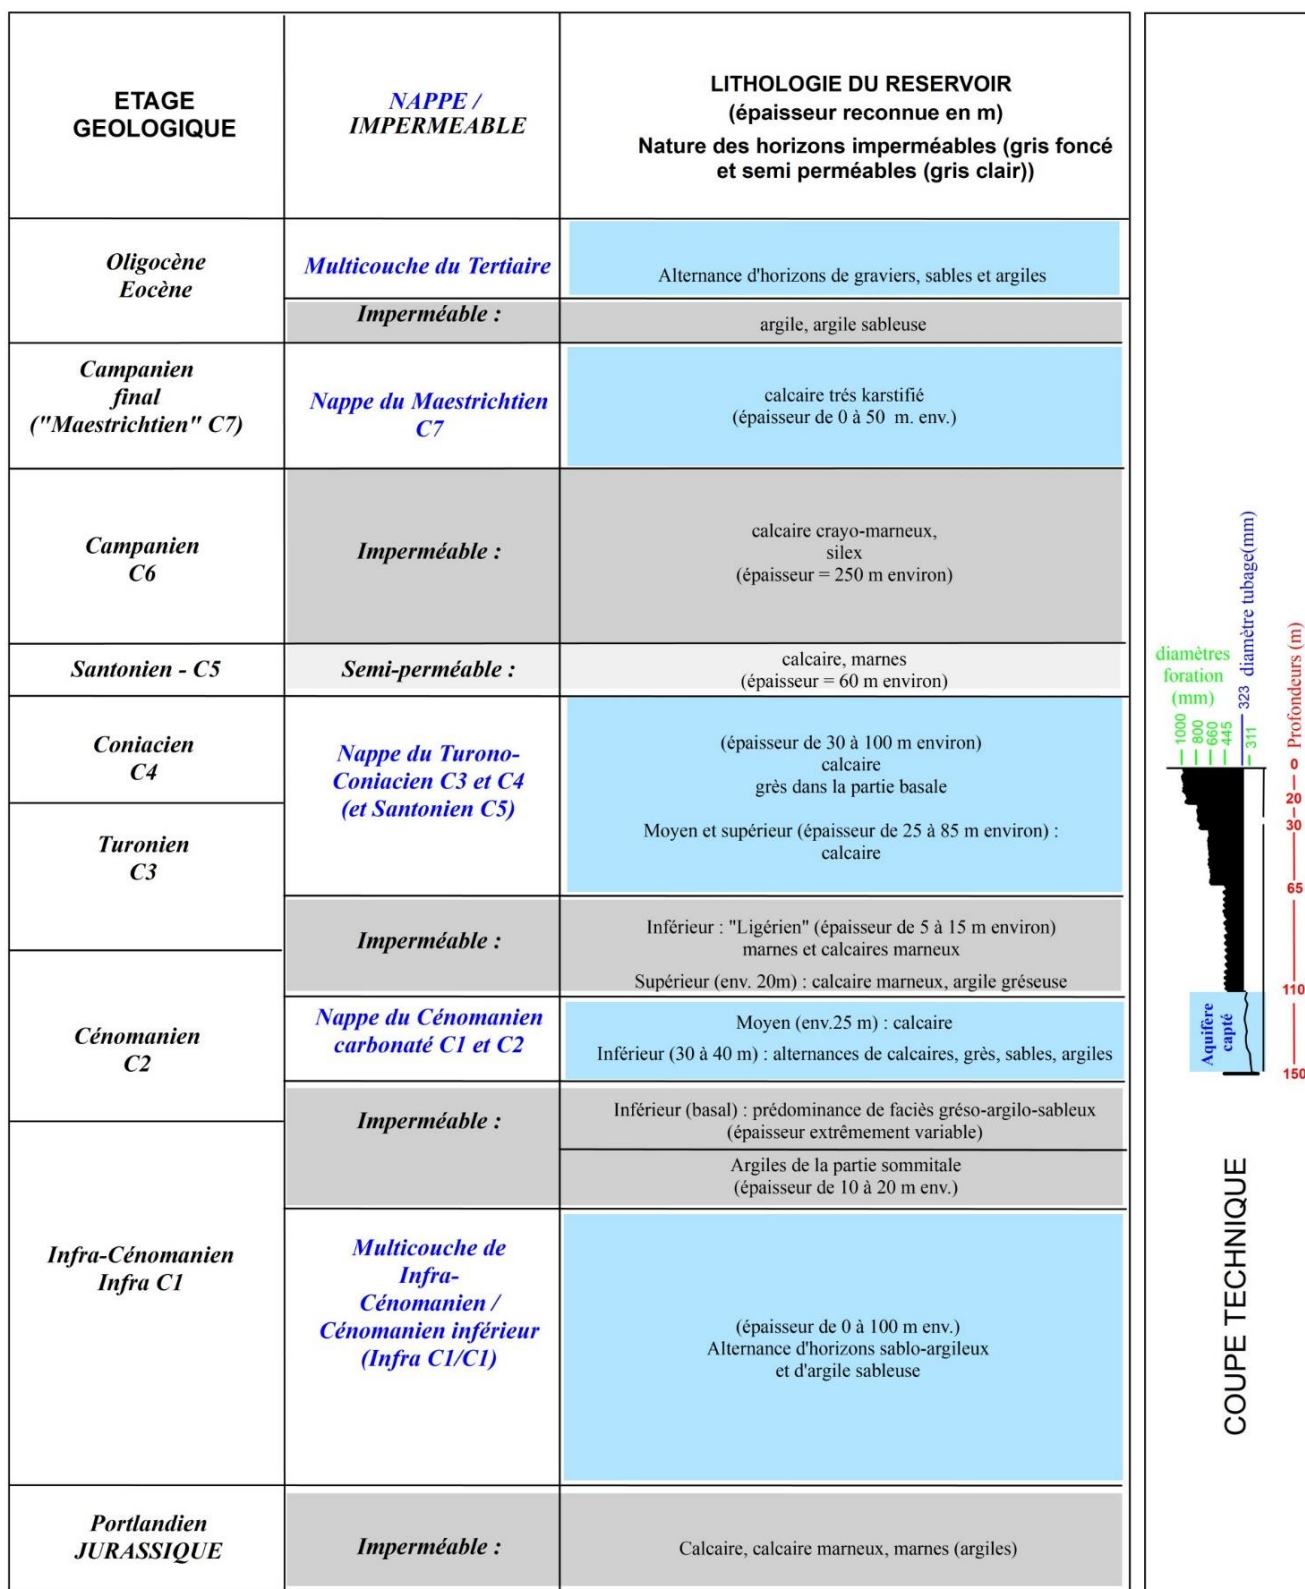 ETAGE
GEOLOGIQUE
NAPPE /
IMPERMEABLE
LITHOLOGIE DU RESERVOIR
(épaisseur reconnue en m)
Nature des horizons imperméables (gris foncé
et semi perméables (gris clair))
Oligocène
Eocène
Multicouche du Tertiaire
Alternance d'horizons de graviers, sables et argiles
Imperméable :
argile, argile sableuse
Campanien
final
("Maestrichtien" C7)
Nappe du Maestrichtien
C7
calcaire trés karstifié
(épaisseur de 0 à 50 m. env.)
Campanien
C6
Imperméable :
calcaire crayo-marneux,
silex
(épaisseur = 250 m environ)
Santonien - C5
Semi-perméable :
calcaire, marnes
(épaisseur = 60 m environ)
Coniacien
C4
Nappe du Turono-
Coniacien C3 et C4
(et Santonien C5)
(épaisseur de 30 à 100 m environ)
calcaire
grès dans la partie basale
Turonien
C3
Moyen et supérieur (épaisseur de 25 à 85 m environ) :
calcaire
Imperméable :
Inférieur : "Ligérien" (épaisseur de 5 à 15 m environ)
marnes et calcaires marneux
Supérieur (env. 20m) : calcaire marneux, argile gréseuse
Cénomanien
C2
Nappe du Cénomanien
carbonaté C1 et C2
Moyen (env.25 m) : calcaire
Inférieur (30 à 40 m) : alternances de calcaires, grès, sables, argiles
Imperméable :
Inférieur (basal) : prédominance de faciès gréso-argilo-sableux
(épaisseur extrêmement variable)
Argiles de la partie sommitale
(épaisseur de 10 à 20 m env.)
Infra-Cénomanien
Infra C1
Multicouche de
Infra-
Cénomanien /
Cénomanien inférieur
(Infra C1/C1)
(épaisseur de 0 à 100 m env.)
Alternance d'horizons sablo-argileux
et d'argile sableuse
Portlandien
JURASSIQUE
Imperméable :
Calcaire, calcaire marneux, marnes (argiles)
diamètres
foration
(mm)
1000
800
660
445
323 diamètre tubage(mm)
311
Profondeurs (m)
0
20
30
65
110
150
Aquifère
capté
COUPE TECHNIQUE